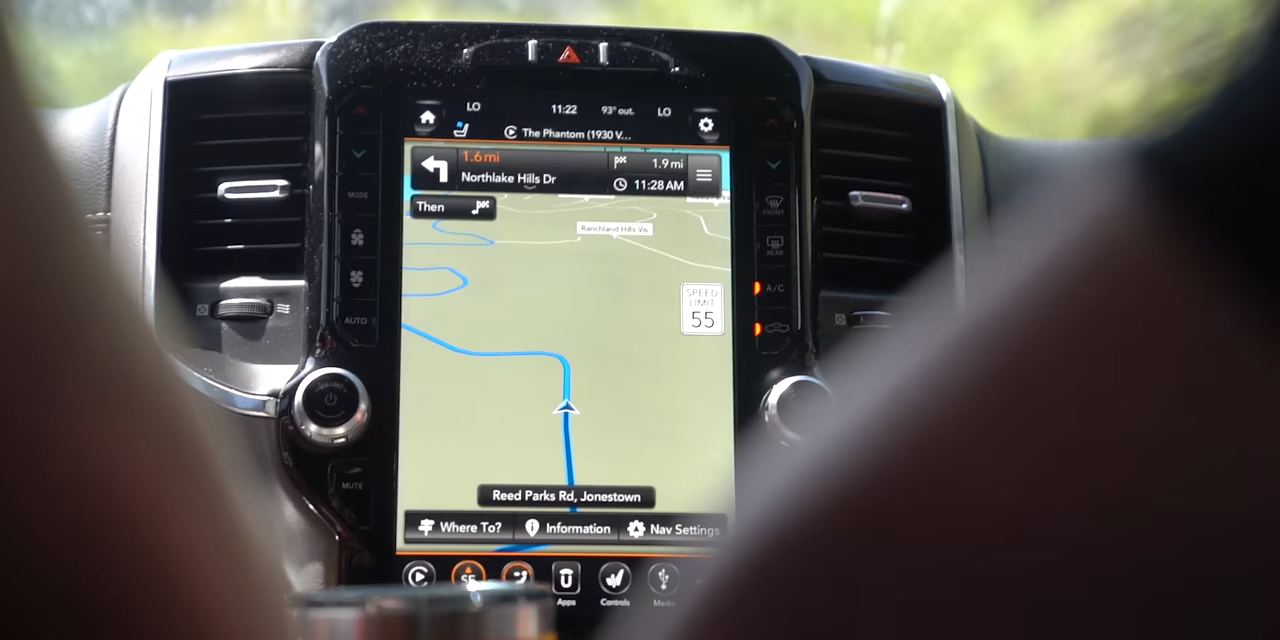 LO 11:22 93° out. LO
The Phantom (1930 V...
1.6 mi
Northlake Hills Dr
1.9 mi
11:28 AM
Then
Ranchland Hills Vis
SPEED
LIMIT
55
MODE
AUTO
MUTE
FRONT
REAR
A/C
Reed Parks Rd, Jonestown
Where To? Information Nav Settings
Apps Controls Media